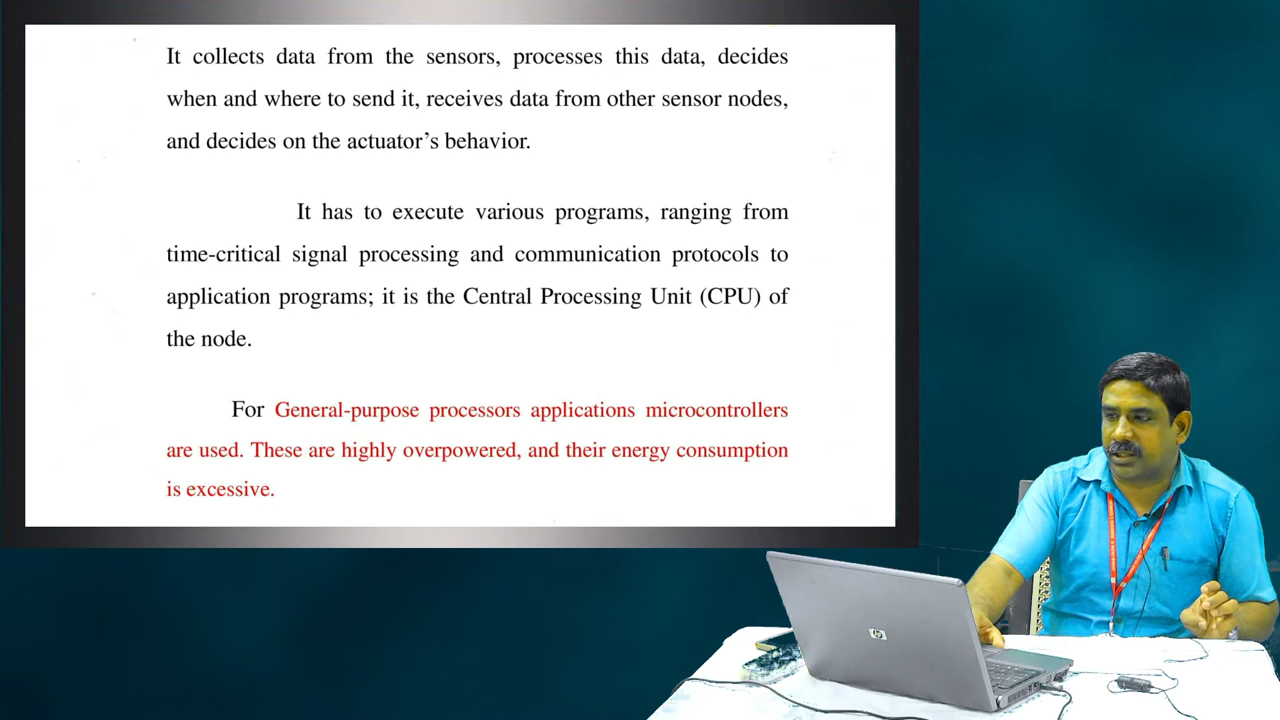 It collects data from the sensors, processes this data, decides
when and where to send it, receives data from other sensor nodes,
and decides on the actuator’s behavior.
It has to execute various programs, ranging from
time-critical signal processing and communication protocols to
application programs; it is the Central Processing Unit (CPU) of
the node.
For General-purpose processors applications microcontrollers
are used. These are highly overpowered, and their energy consumption
is excessive.
hp